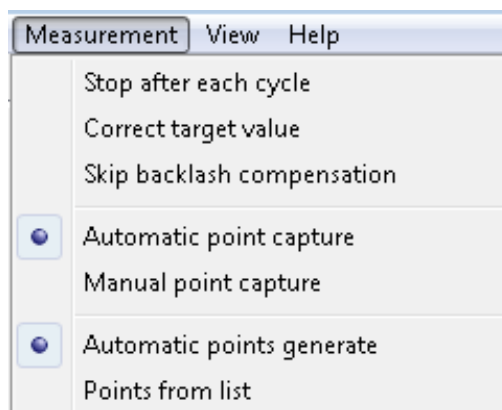 Measurement View Help
Stop after each cycle
Correct target value
Skip backlash compensation
Automatic point capture
Manual point capture
Automatic points generate
Points from list